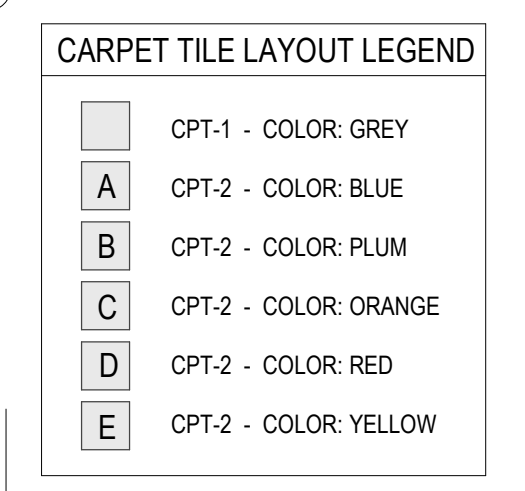 CARPET TILE LAYOUT LEGEND
CPT-1 - COLOR: GREY
A CPT-2 - COLOR: BLUE
B CPT-2 - COLOR: PLUM
C CPT-2 - COLOR: ORANGE
D CPT-2 - COLOR: RED
E CPT-2 - COLOR: YELLOW